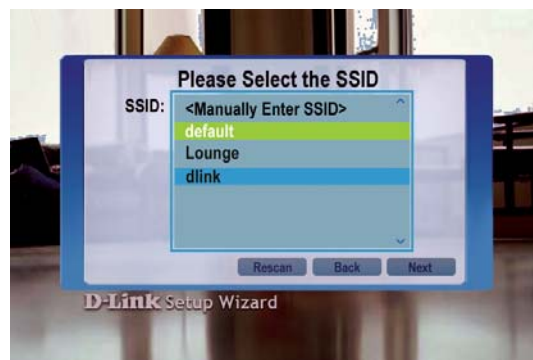 Please Select the SSID
SSID:
<Manually Enter SSID>
default
Lounge
dlink
Rescan Back Next
D-Link Setup Wizard